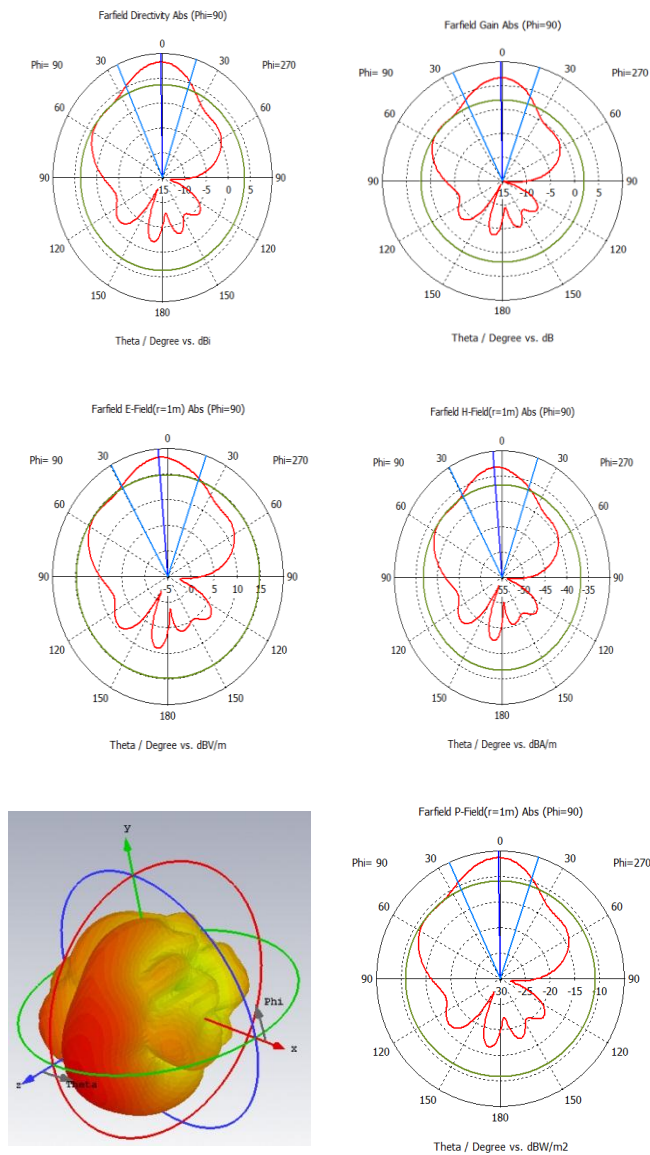 Farfield Directivity Abs (Phi=90)
0
Phi= 90 30 30 Phi=270
60 60
90 -15 -10 -5 0 5 90
120 120
150 150
180
Theta / Degree vs. dBi
Farfield Gain Abs (Phi=90)
0
Phi= 90 30 30 Phi=270
60 60
90 -15 -10 -5 0 5 90
120 120
150 150
180
Theta / Degree vs. dB
Farfield E-Field(r=1m) Abs (Phi=90)
0
Phi= 90 30 30 Phi=270
60 60
90 -5 0 5 10 15 90
120 120
150 150
180
Theta / Degree vs. dBV/m
Farfield H-Field(r=1m) Abs (Phi=90)
0
Phi= 90 30 30 Phi=270
60 60
90 -55 -50 -45 -40 -35 90
120 120
150 150
180
Theta / Degree vs. dBA/m
y
Phi
x
z
Theta
Farfield P-Field(r=1m) Abs (Phi=90)
0
Phi= 90 30 30 Phi=270
60 60
90 -30 -25 -20 -15 -10 90
120 120
150 150
180
Theta / Degree vs. dBW/m2